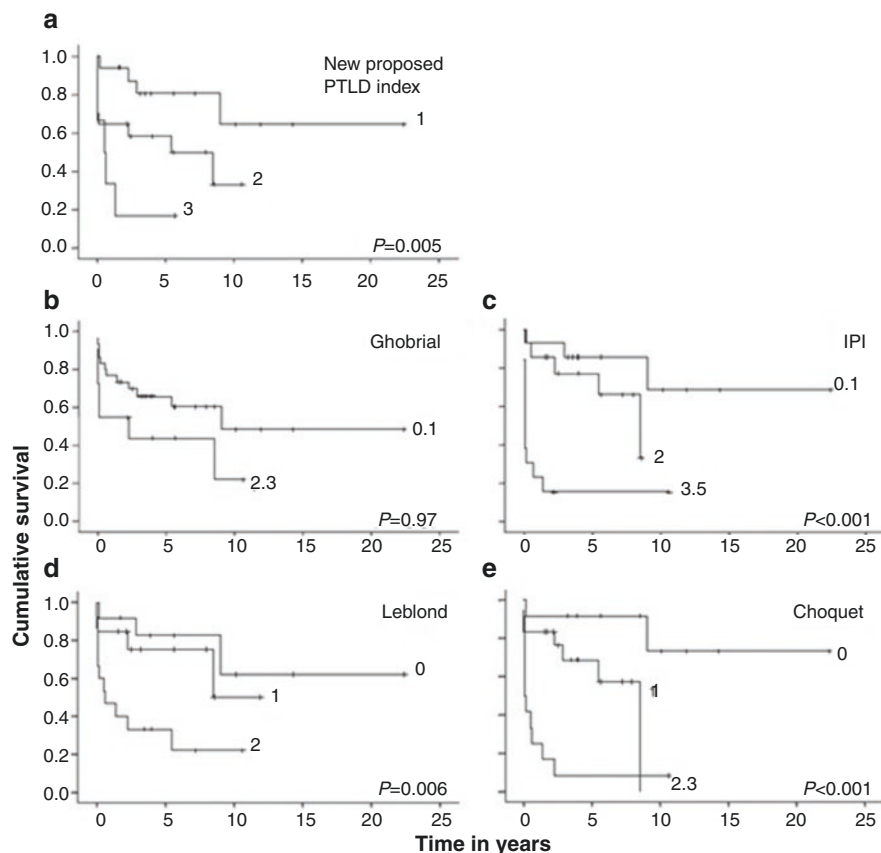 a
New proposed
PTLD index
1.0
0.8
0.6
0.4
0.2
0.0
1
2
3
P=0.005
0 5 10 15 20 25
b
Ghobrial
1.0
0.8
0.6
0.4
0.2
0.0
0.1
2.3
P=0.97
0 5 10 15 20 25
c
IPI
0.1
2
3.5
P<0.001
0 5 10 15 20 25
d
Leblond
1.0
0.8
0.6
0.4
0.2
0.0
0
1
2
P=0.006
0 5 10 15 20 25
e
Choquet
0
1
2.3
P<0.001
0 5 10 15 20 25
Cumulative survival
Time in years